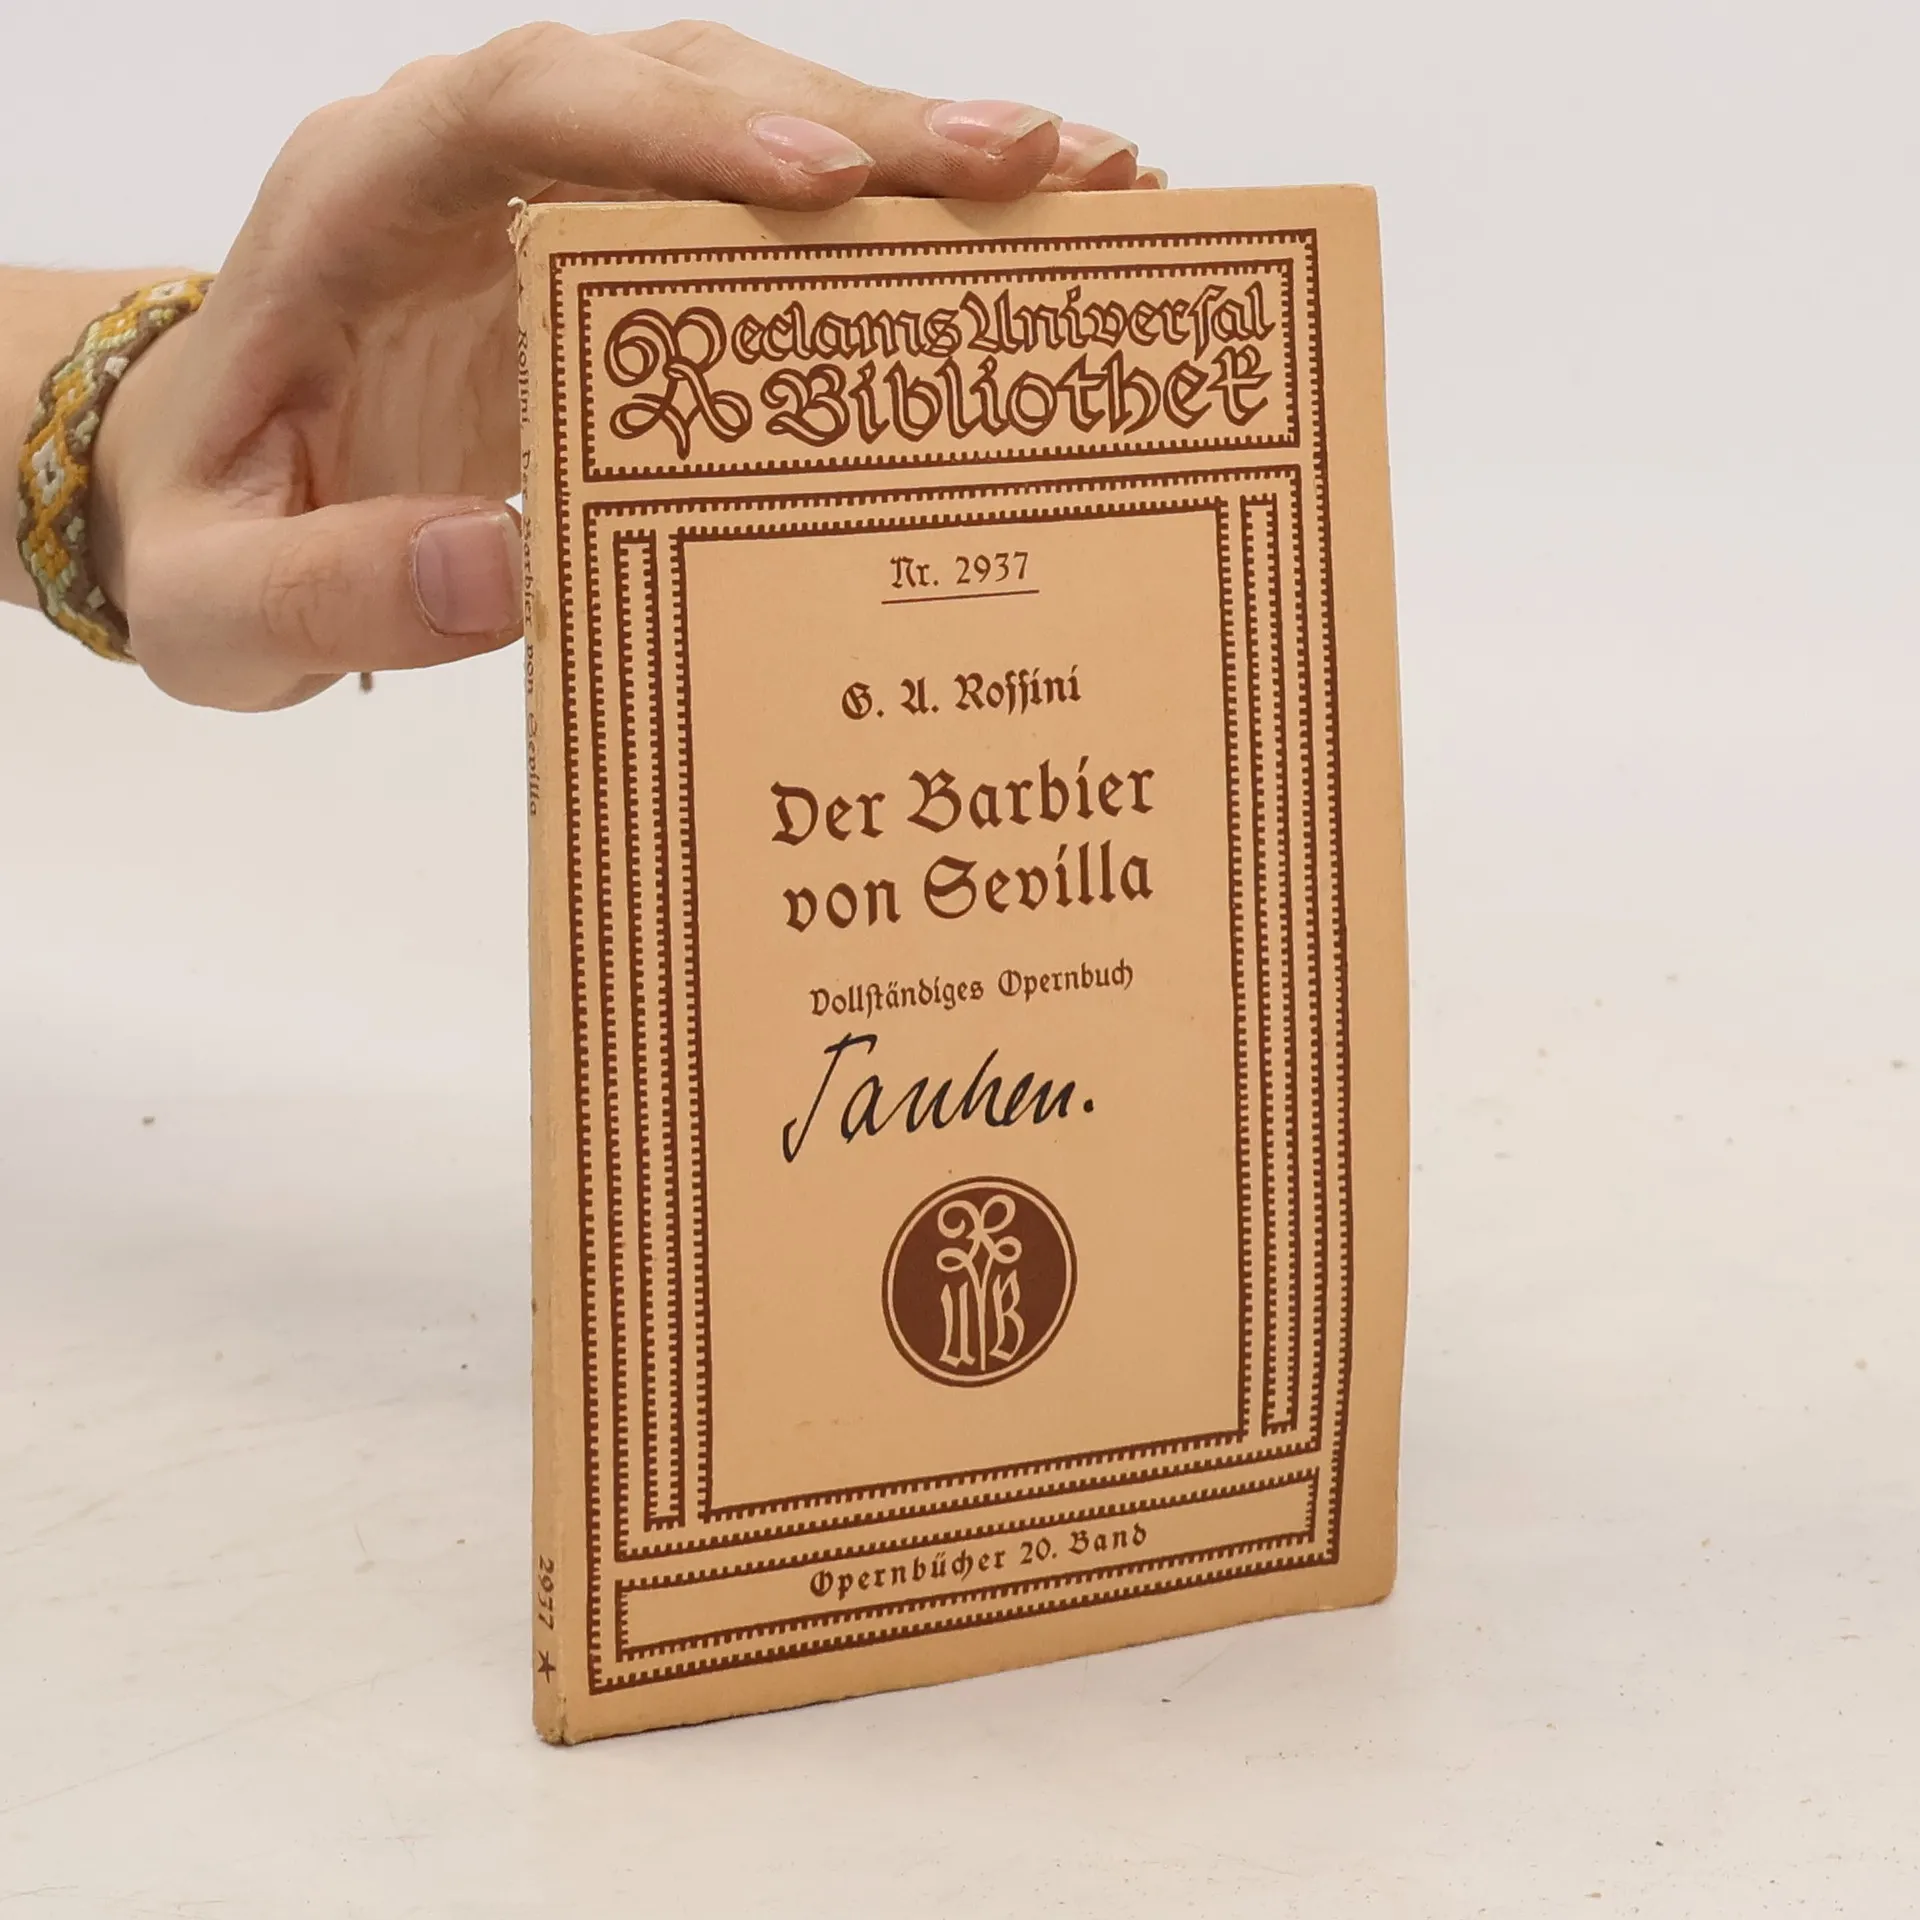 Reclams Universal
Bibliothek
Nr. 2937
G. A. Rossini
Der Barbier
von Sevilla
Vollständiges Opernbuch
RUB
Opernbücher 20. Band
Rossini Der Barbier von Sevilla
2937 ★